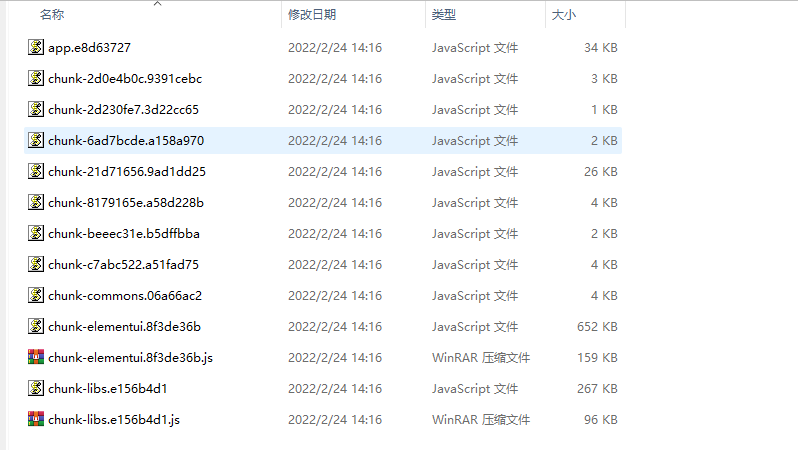 名称 修改日期 类型 大小
app.e8d63727 2022/2/24 14:16 JavaScript 文件 34 KB
chunk-2d0e4b0c.9391cebc 2022/2/24 14:16 JavaScript 文件 3 KB
chunk-2d230fe7.3d22cc65 2022/2/24 14:16 JavaScript 文件 1 KB
chunk-6ad7bcde.a158a970 2022/2/24 14:16 JavaScript 文件 2 KB
chunk-21d71656.9ad1dd25 2022/2/24 14:16 JavaScript 文件 26 KB
chunk-8179165e.a58d228b 2022/2/24 14:16 JavaScript 文件 4 KB
chunk-beeec31e.b5dffbba 2022/2/24 14:16 JavaScript 文件 2 KB
chunk-c7abc522.a51fad75 2022/2/24 14:16 JavaScript 文件 4 KB
chunk-commons.06a66ac2 2022/2/24 14:16 JavaScript 文件 4 KB
chunk-elementui.8f3de36b 2022/2/24 14:16 JavaScript 文件 652 KB
chunk-elementui.8f3de36b.js 2022/2/24 14:16 WinRAR 压缩文件 159 KB
chunk-libs.e156b4d1 2022/2/24 14:16 JavaScript 文件 267 KB
chunk-libs.e156b4d1.js 2022/2/24 14:16 WinRAR 压缩文件 96 KB